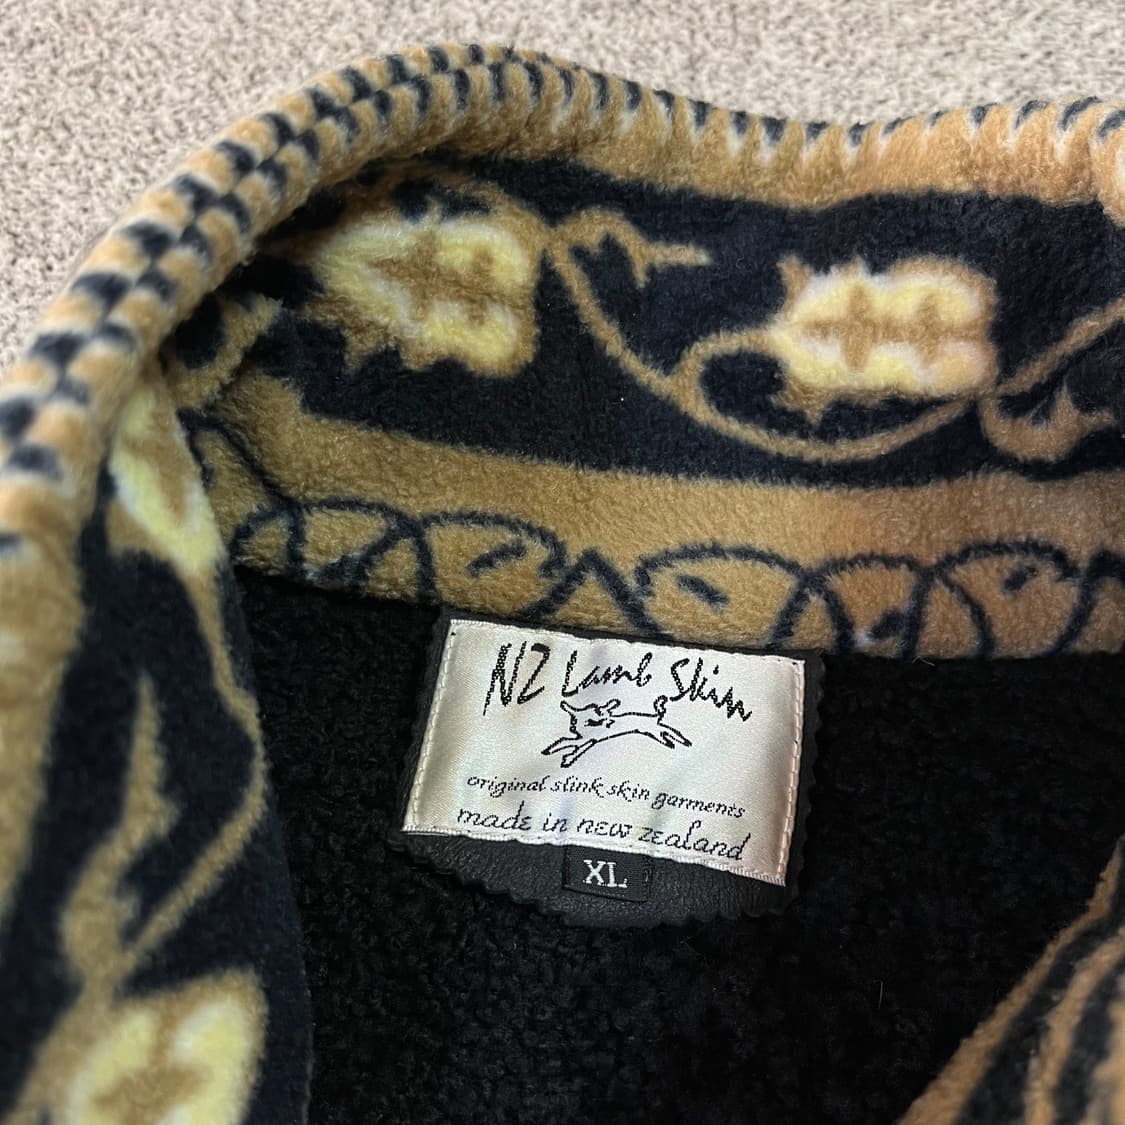 NZ Lamb Skin
original slink skin garments
made in new zealand
XL